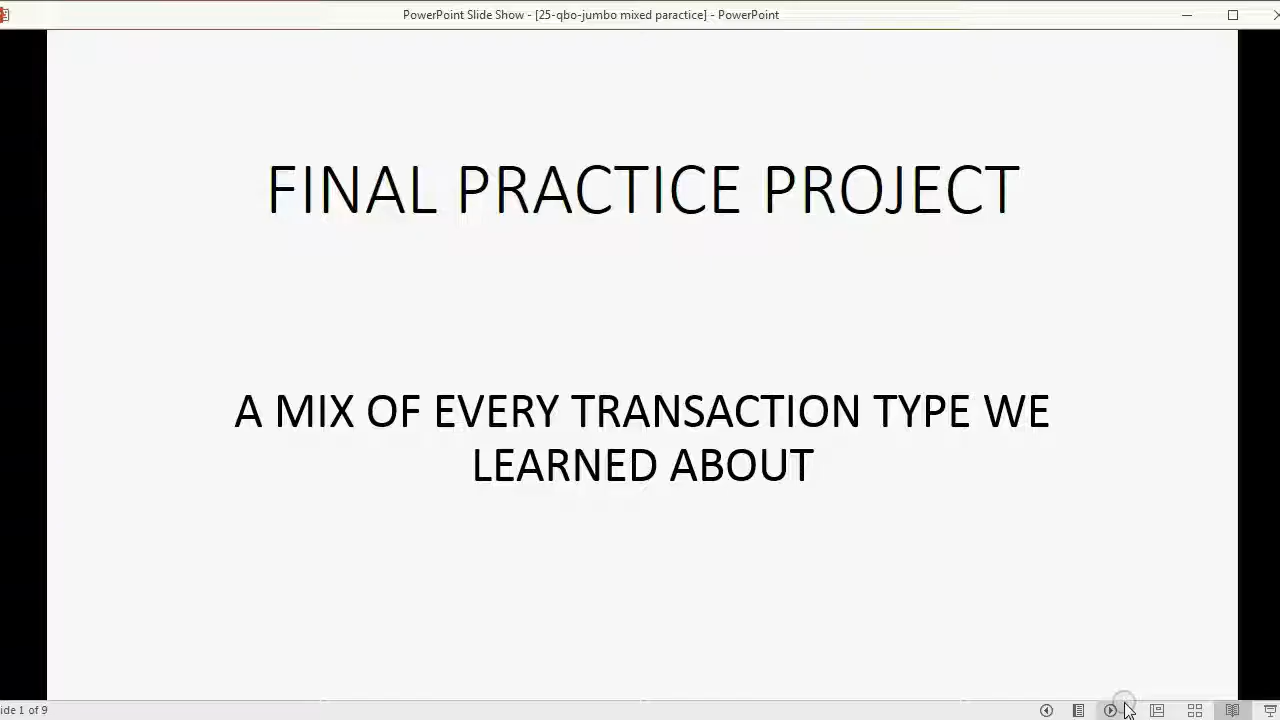 PowerPoint Slide Show - [25-qbo-jumbo mixed paractice] - PowerPoint
FINAL PRACTICE PROJECT
A MIX OF EVERY TRANSACTION TYPE WE
LEARNED ABOUT
ide 1 of 9